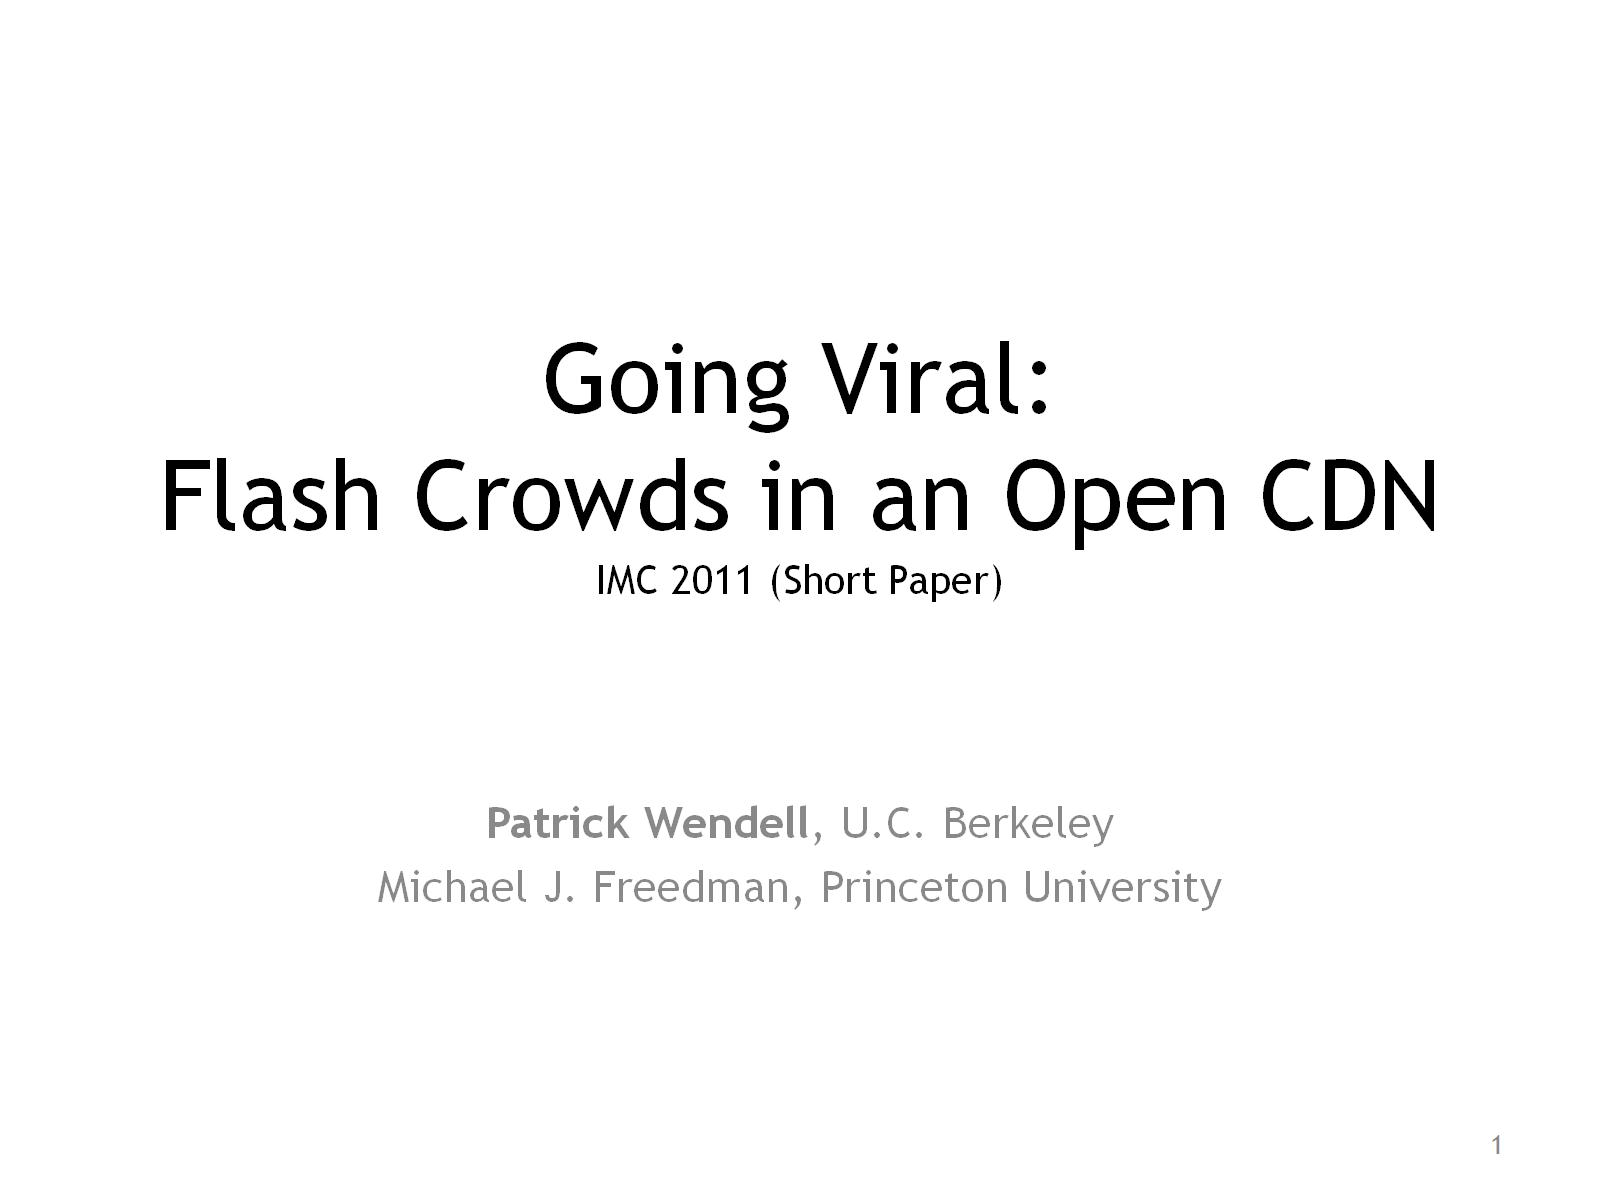 Going Viral:
Flash Crowds in an Open CDN
IMC 2011 (Short Paper)
Patrick Wendell, U.C. Berkeley
Michael J. Freedman, Princeton University
1